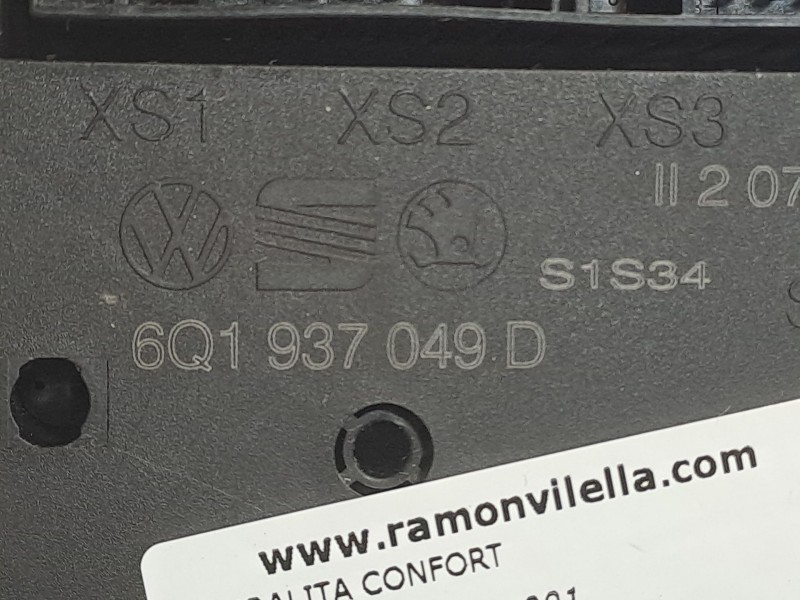 XS1 XS2 XS3
II 2 07
S1S34
6Q1 937 049 D
www.ramonvilella.com
CONFORT